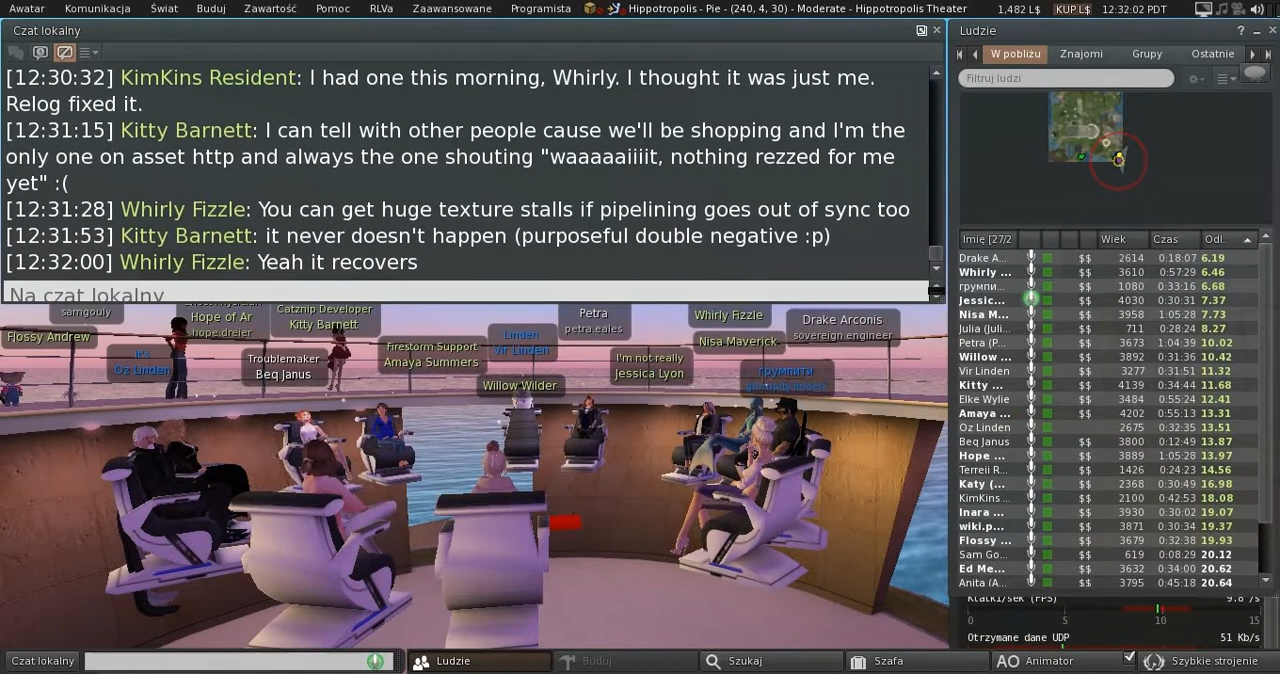 Awatar Komunikacja Świat Buduj Zawartość Pomoc RLVa Zaawansowane Programista Hippotropolis - Pie - (240, 4, 30) - Moderate - Hippotropolis Theater 1,482 L$ KUP L$ 12:32:02 PDT
Czat lokalny
[12:30:32] KimKins Resident: I had one this morning, Whirly. I thought it was just me.
Relog fixed it.
[12:31:15] Kitty Barnett: I can tell with other people cause we'll be shopping and I'm the
only one on asset http and always the one shouting "waaaaaiiiit, nothing rezzed for me
yet" :(
[12:31:28] Whirly Fizzle: You can get huge texture stalls if pipelining goes out of sync too
[12:31:53] Kitty Barnett: it never doesn't happen (purposeful double negative :p)
[12:32:00] Whirly Fizzle: Yeah it recovers
Na czat lokalny
samgouly
Flossy Andrew
It's
Oz Linden
Hope of Ar
hope.dreier
Catznip Developer
Kitty Barnett
Troublemaker
Beq Janus
Firestorm Support
Amaya Summers
Linden
Vir Linden
Willow Wilder
Petra
petra.eales
I'm not really
Jessica Lyon
Whirly Fizzle
Nisa Maverick
Drake Arconis
sovereign.engineer
грумпити
Ludzie
W pobliżu Znajomi Grupy Ostatnie
Filtruj ludzi
Imię [27/2 Wiek Czas Odl.
Drake A... $$ 2614 0:18:07 6.19
Whirly ... $$ 3610 0:57:29 6.46
грумпи... $$ 1080 0:33:16 6.68
Jessic... $$ 4030 0:30:31 7.37
Nisa M... $$ 3958 1:05:28 7.73
Julia (Juli... $$ 711 0:28:24 8.27
Petra (P... $$ 3673 1:04:39 10.02
Willow ... $$ 3892 0:31:36 10.42
Vir Linden $$ 3277 0:31:51 11.32
Kitty ... $$ 4139 0:34:44 11.68
Elke Wylie $$ 3484 0:55:24 12.41
Amaya ... $$ 4202 0:55:13 13.31
Oz Linden 2675 0:32:35 13.51
Beq Janus $$ 3800 0:12:49 13.87
Hope ... $$ 3889 1:05:28 13.97
Terreii R... $$ 1426 0:24:23 14.56
Katy (... $$ 2368 0:30:49 16.98
KimKins ... $$ 2100 0:42:53 18.08
Inara ... $$ 3930 0:30:02 19.07
wiki.p... $$ 3871 0:30:34 19.37
Flossy ... $$ 3679 0:32:38 19.93
Sam Go... $$ 619 0:08:29 20.12
Ed Me... $$ 3632 0:34:00 20.62
Anita (A... $$ 3795 0:45:18 20.64
Klatki/sek (FPS) 9.8 /s
0 5 10 15
Otrzymane dane UDP 51 Kb/s
Czat lokalny Ludzie Buduj Szukaj Szafa AO Animator Szybkie strojenie